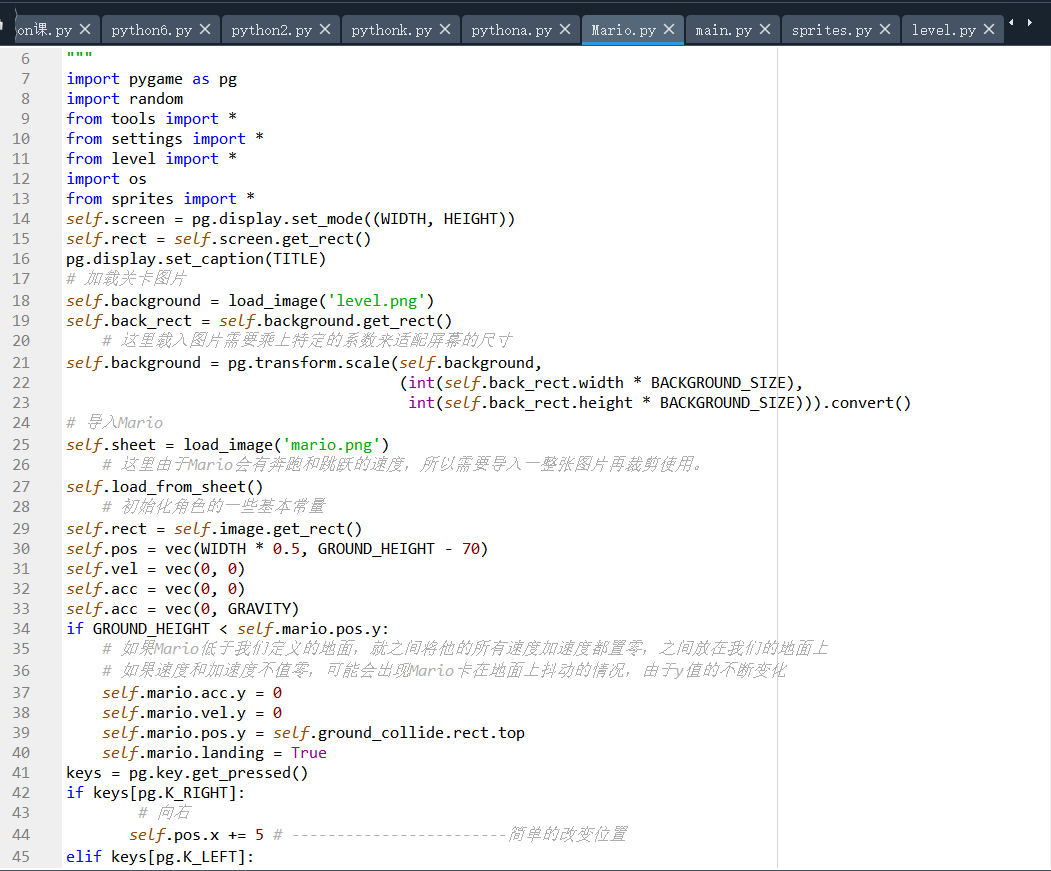 on课.py python6.py python2.py pythonk.py pythona.py Mario.py main.py sprites.py level.py
6 """
7 import pygame as pg
8 import random
9 from tools import *
10 from settings import *
11 from level import *
12 import os
13 from sprites import *
14 self.screen = pg.display.set_mode((WIDTH, HEIGHT))
15 self.rect = self.screen.get_rect()
16 pg.display.set_caption(TITLE)
17 # 加载关卡图片
18 self.background = load_image('level.png')
19 self.back_rect = self.background.get_rect()
20 # 这里载入图片需要乘上特定的系数来适配屏幕的尺寸
21 self.background = pg.transform.scale(self.background,
22 (int(self.back_rect.width * BACKGROUND_SIZE),
23 int(self.back_rect.height * BACKGROUND_SIZE))).convert()
24 # 导入Mario
25 self.sheet = load_image('mario.png')
26 # 这里由于Mario会有奔跑和跳跃的速度，所以需要导入一整张图片再裁剪使用。
27 self.load_from_sheet()
28 # 初始化角色的一些基本常量
29 self.rect = self.image.get_rect()
30 self.pos = vec(WIDTH * 0.5, GROUND_HEIGHT - 70)
31 self.vel = vec(0, 0)
32 self.acc = vec(0, 0)
33 self.acc = vec(0, GRAVITY)
34 if GROUND_HEIGHT < self.mario.pos.y:
35 # 如果Mario低于我们定义的地面，就之间将他的所有速度加速度都置零，之间放在我们的地面上
36 # 如果速度和加速度不值零，可能会出现Mario卡在地面上抖动的情况，由于y值的不断变化
37 self.mario.acc.y = 0
38 self.mario.vel.y = 0
39 self.mario.pos.y = self.ground_collide.rect.top
40 self.mario.landing = True
41 keys = pg.key.get_pressed()
42 if keys[pg.K_RIGHT]:
43 # 向右
44 self.pos.x += 5 # ------------------------简单的改变位置
45 elif keys[pg.K_LEFT]: